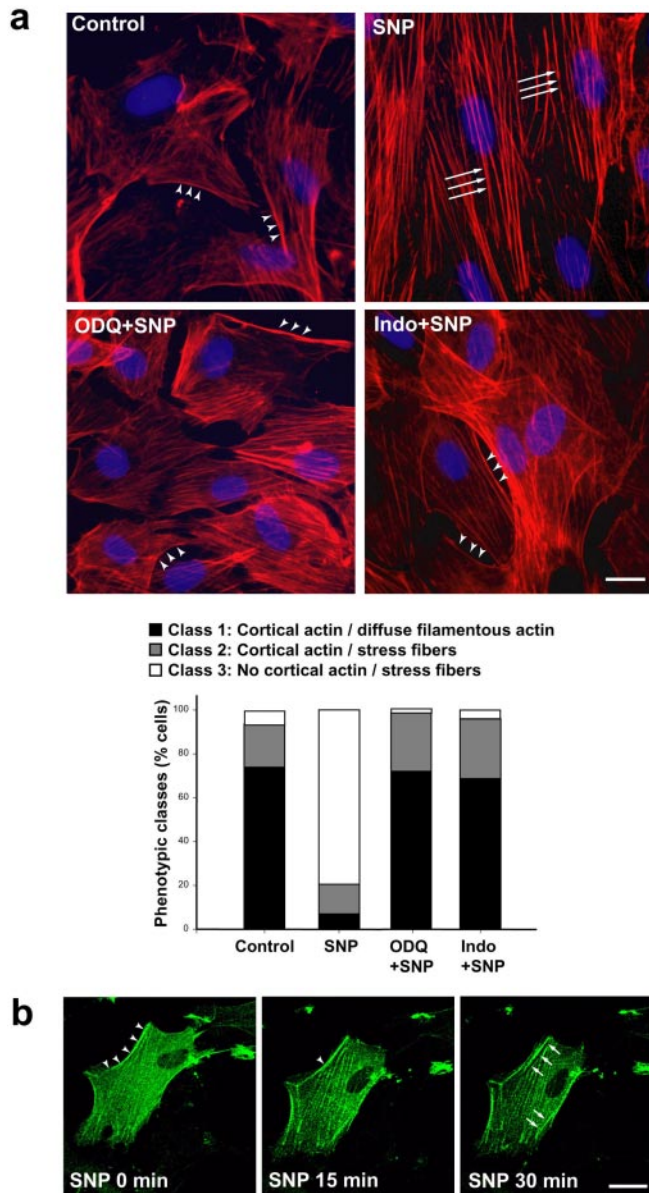 a
Control
SNP
ODQ+SNP
Indo+SNP
Class 1: Cortical actin / diffuse filamentous actin
Class 2: Cortical actin / stress fibers
Class 3: No cortical actin / stress fibers
Phenotypic classes (% cells)
100
80
60
40
20
0
Control
SNP
ODQ
+SNP
Indo
+SNP
b
SNP 0 min
SNP 15 min
SNP 30 min